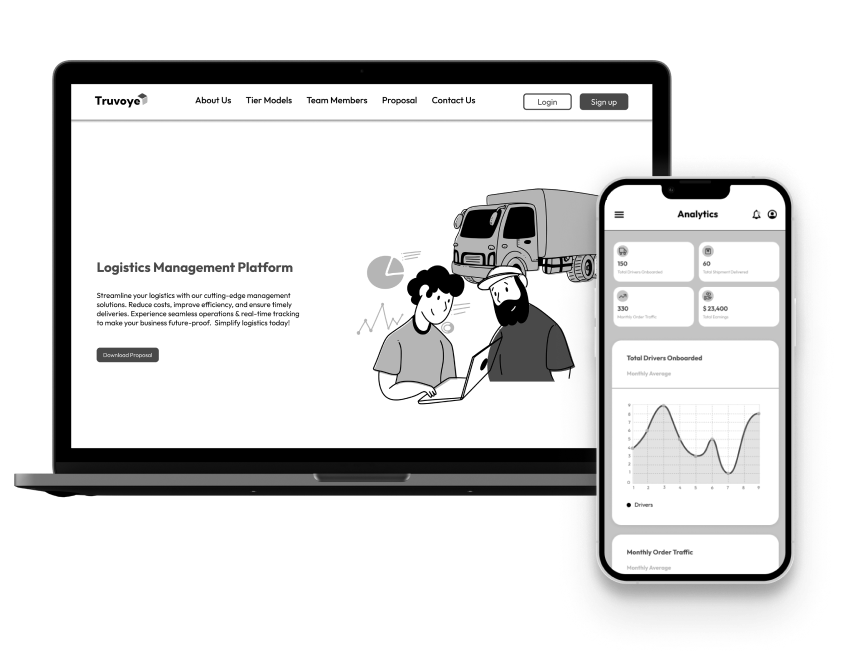 Truvoye
About Us
Tier Models
Team Members
Proposal
Contact Us
Login
Sign up
Logistics Management Platform
Streamline your logistics with our cutting-edge management
solutions. Reduce costs, improve efficiency, and ensure timely
deliveries. Experience seamless operations & real-time tracking
to make your business future-proof. Simplify logistics today!
Download Proposal
Analytics
150
Total Drivers Onboarded
60
Total Shipment Delivered
330
Monthly Order Traffic
$ 23,400
Total Earnings
Total Drivers Onboarded
Monthly Average
9
8
7
6
5
4
3
2
1
0
1 2 3 4 5 6 7 8 9
Drivers
Monthly Order Traffic
Monthly Average